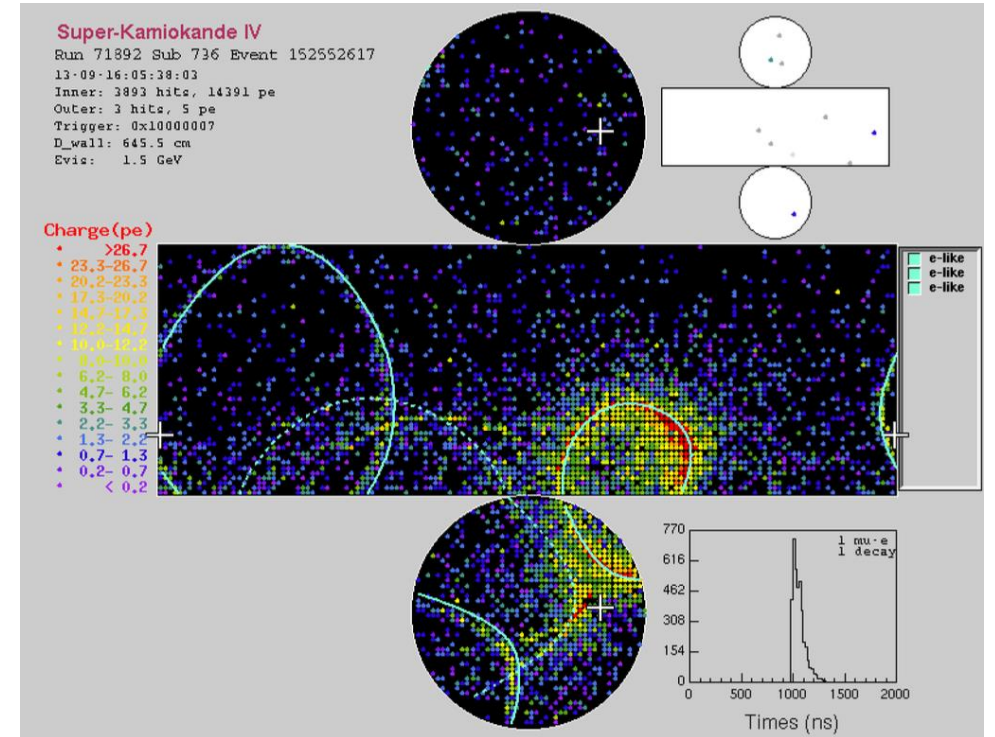 Super-Kamiokande IV
Run 71892 Sub 736 Event 152552617
13-09-16:05:38:03
Inner: 3893 hits, 14391 pe
Outer: 3 hits, 5 pe
Trigger: 0x10000007
D_wall: 645.5 cm
Evis: 1.5 GeV
Charge(pe)
>26.7
23.3-26.7
20.2-23.3
17.3-20.2
14.7-17.3
12.2-14.7
10.0-12.2
8.0-10.0
6.2- 8.0
4.7- 6.2
3.3- 4.7
2.2- 3.3
1.3- 2.2
0.7- 1.3
0.2- 0.7
< 0.2
e-like
e-like
e-like
1 mu-e
1 decay
770
616
462
308
154
0
0 500 1000 1500 2000
Times (ns)